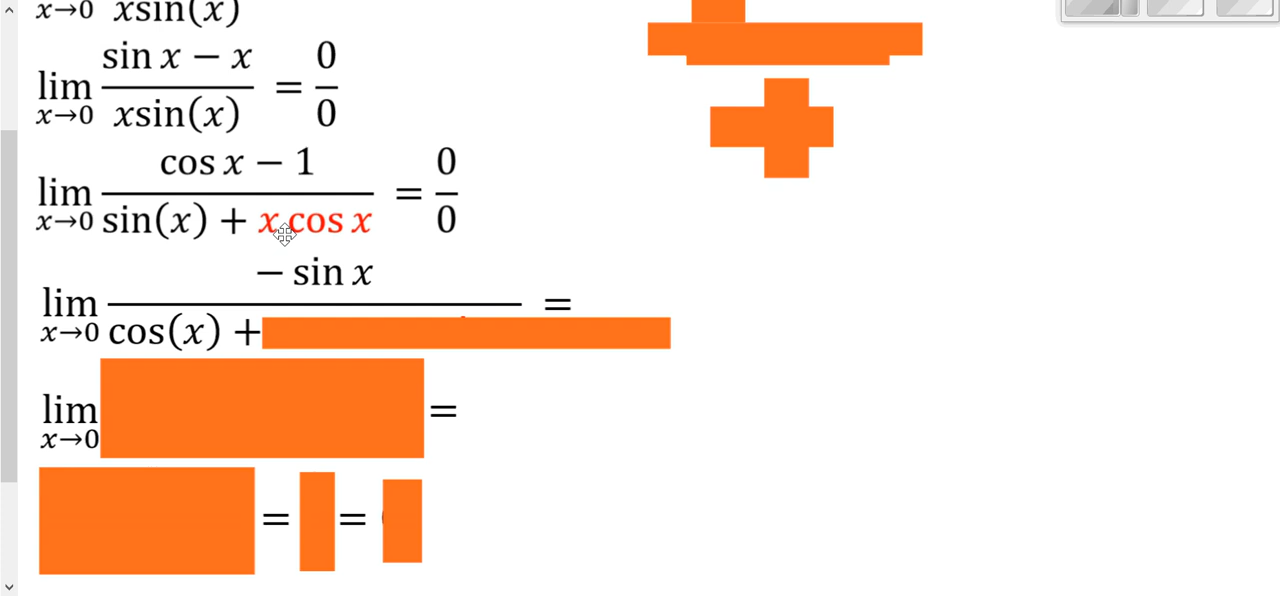 lim x→0 xsin(x)
lim x→0 (sin x − x)/(xsin(x)) = 0/0
lim x→0 (cos x − 1)/(sin(x) + x cos x) = 0/0
lim x→0 (− sin x)/(cos(x) + =
lim x→0 =
= =